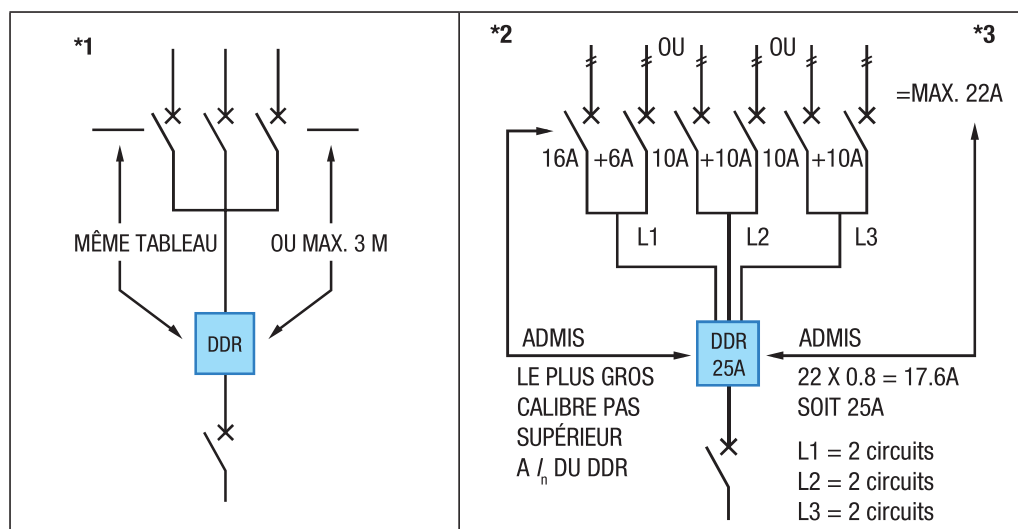 *1
MÊME TABLEAU
OU MAX. 3 M
DDR
*2
OU
OU
*3
=MAX. 22A
16A
+6A
10A
+10A
10A
+10A
L1
L2
L3
ADMIS
DDR
25A
ADMIS
LE PLUS GROS
CALIBRE PAS
SUPÉRIEUR
A In DU DDR
22 X 0.8 = 17.6A
SOIT 25A
L1 = 2 circuits
L2 = 2 circuits
L3 = 2 circuits